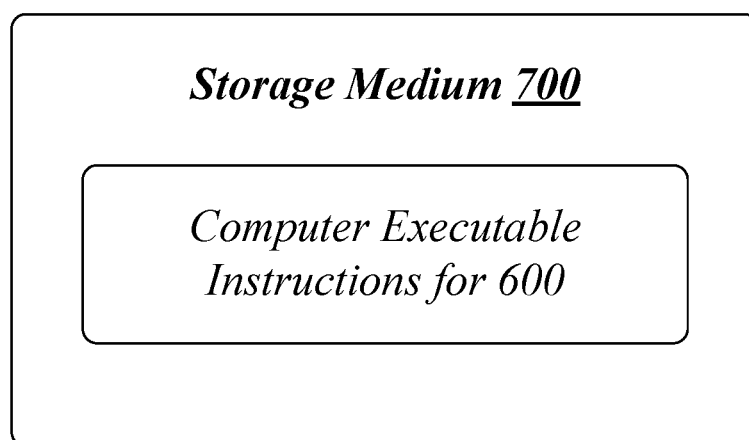 Storage Medium 700
Computer Executable
Instructions for 600